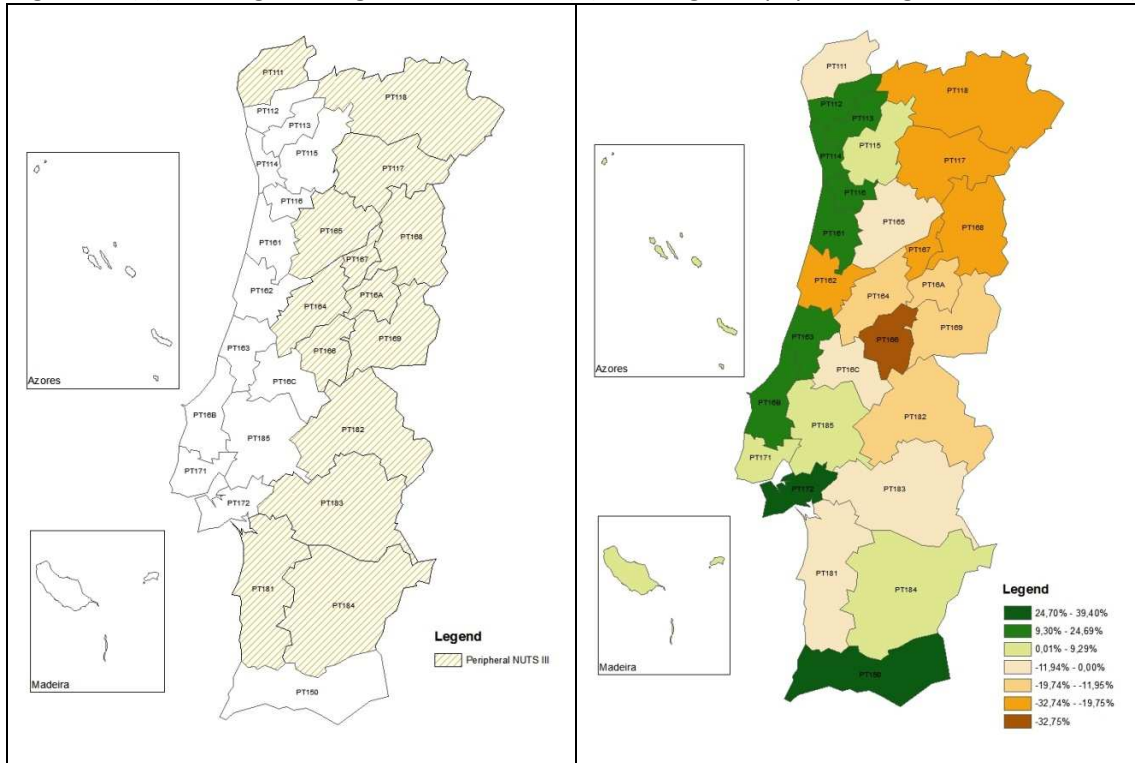 PT111
PT118
PT112
PT113
PT115
PT114
PT117
PT116
PT165
PT161
PT168
PT167
PT162
PT16A
PT164
PT169
PT163
PT166
PT16C
Azores
PT16B
PT182
PT185
PT171
PT172
PT183
PT181
PT184
Legend
Peripheral NUTS III
Madeira
PT150
PT111
PT118
PT112
PT113
PT115
PT114
PT117
PT116
PT165
PT168
PT161
PT167
PT162
PT16A
PT164
PT169
PT163
PT166
PT16C
Azores
PT16B
PT182
PT185
PT171
PT172
PT183
PT181
PT184
Legend
24,70% - 39,40%
9,30% - 24,69%
0,01% - 9,29%
-11,94% - 0,00%
-19,74% - -11,95%
-32,74% - -19,75%
-32,75%
Madeira
PT150